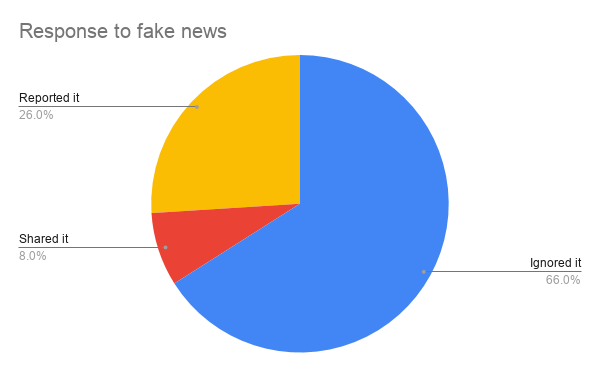 Response to fake news
Reported it
26.0%
Shared it
8.0%
Ignored it
66.0%